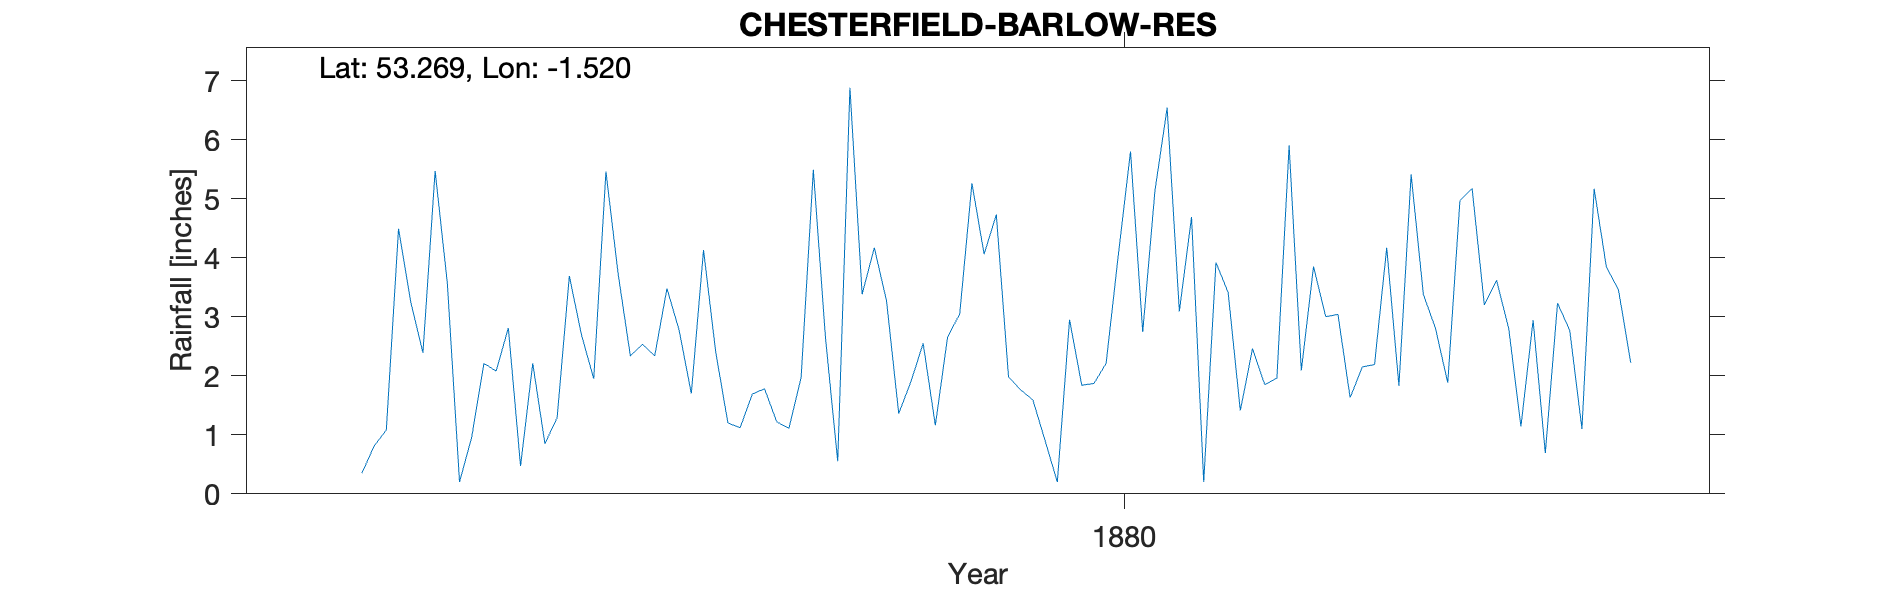 CHESTERFIELD-BARLOW-RES
Lat: 53.269, Lon: -1.520
7
6
5
4
3
2
1
0
Rainfall [inches]
1880
Year